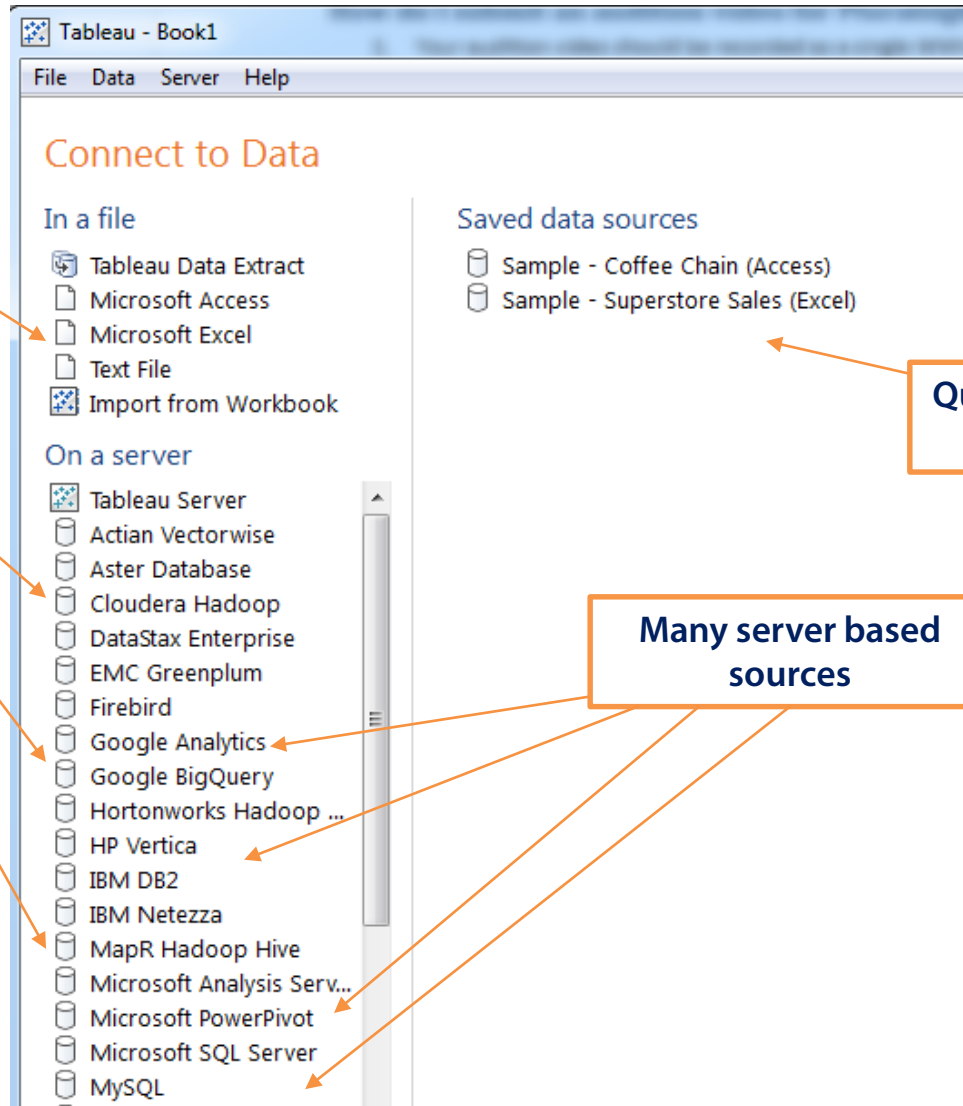 Tableau - Book1
File Data Server Help
Connect to Data
In a file
Tableau Data Extract
Microsoft Access
Microsoft Excel
Text File
Import from Workbook
On a server
Tableau Server
Actian Vectorwise
Aster Database
Cloudera Hadoop
DataStax Enterprise
EMC Greenplum
Firebird
Google Analytics
Google BigQuery
Hortonworks Hadoop ...
HP Vertica
IBM DB2
IBM Netezza
MapR Hadoop Hive
Microsoft Analysis Serv...
Microsoft PowerPivot
Microsoft SQL Server
MySQL
Saved data sources
Sample - Coffee Chain (Access)
Sample - Superstore Sales (Excel)
Many server based
sources